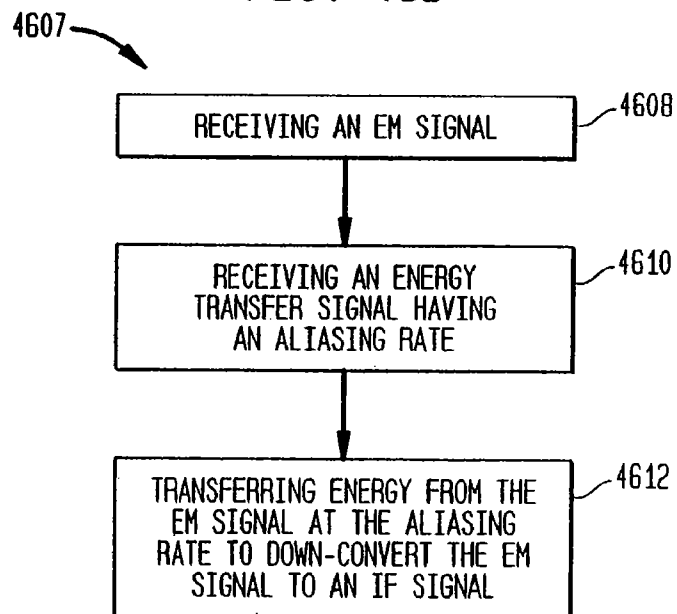 4607
RECEIVING AN EM SIGNAL
4608
RECEIVING AN ENERGY
TRANSFER SIGNAL HAVING
AN ALIASING RATE
4610
TRANSFERRING ENERGY FROM THE
EM SIGNAL AT THE ALIASING
RATE TO DOWN-CONVERT THE EM
SIGNAL TO AN IF SIGNAL
4612